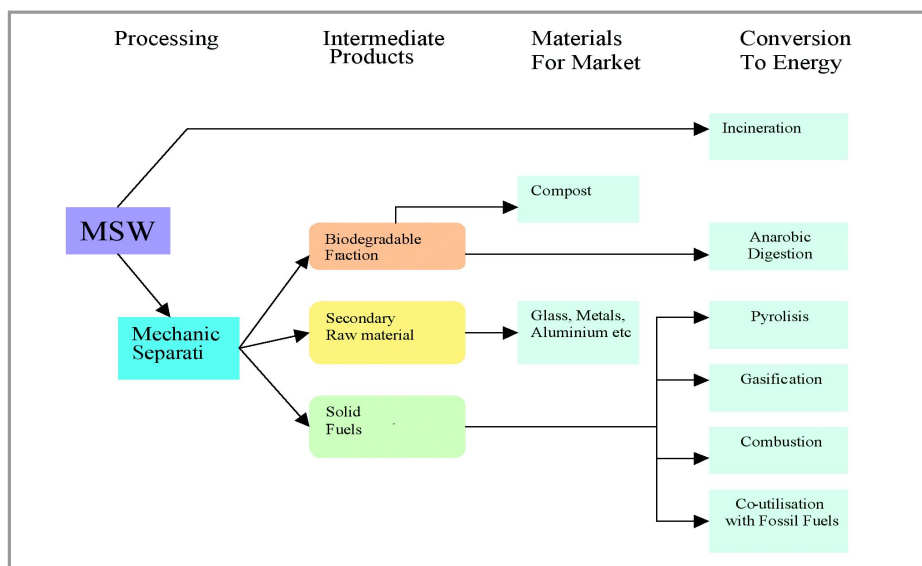 Processing
Intermediate
Products
Materials
For Market
Conversion
To Energy
Incineration
Compost
MSW
Biodegradable
Fraction
Anarobic
Digestion
Mechanic
Separati
Secondary
Raw material
Glass, Metals,
Aluminium etc
Pyrolisis
Gasification
Solid
Fuels
Combustion
Co-utilisation
with Fossil Fuels